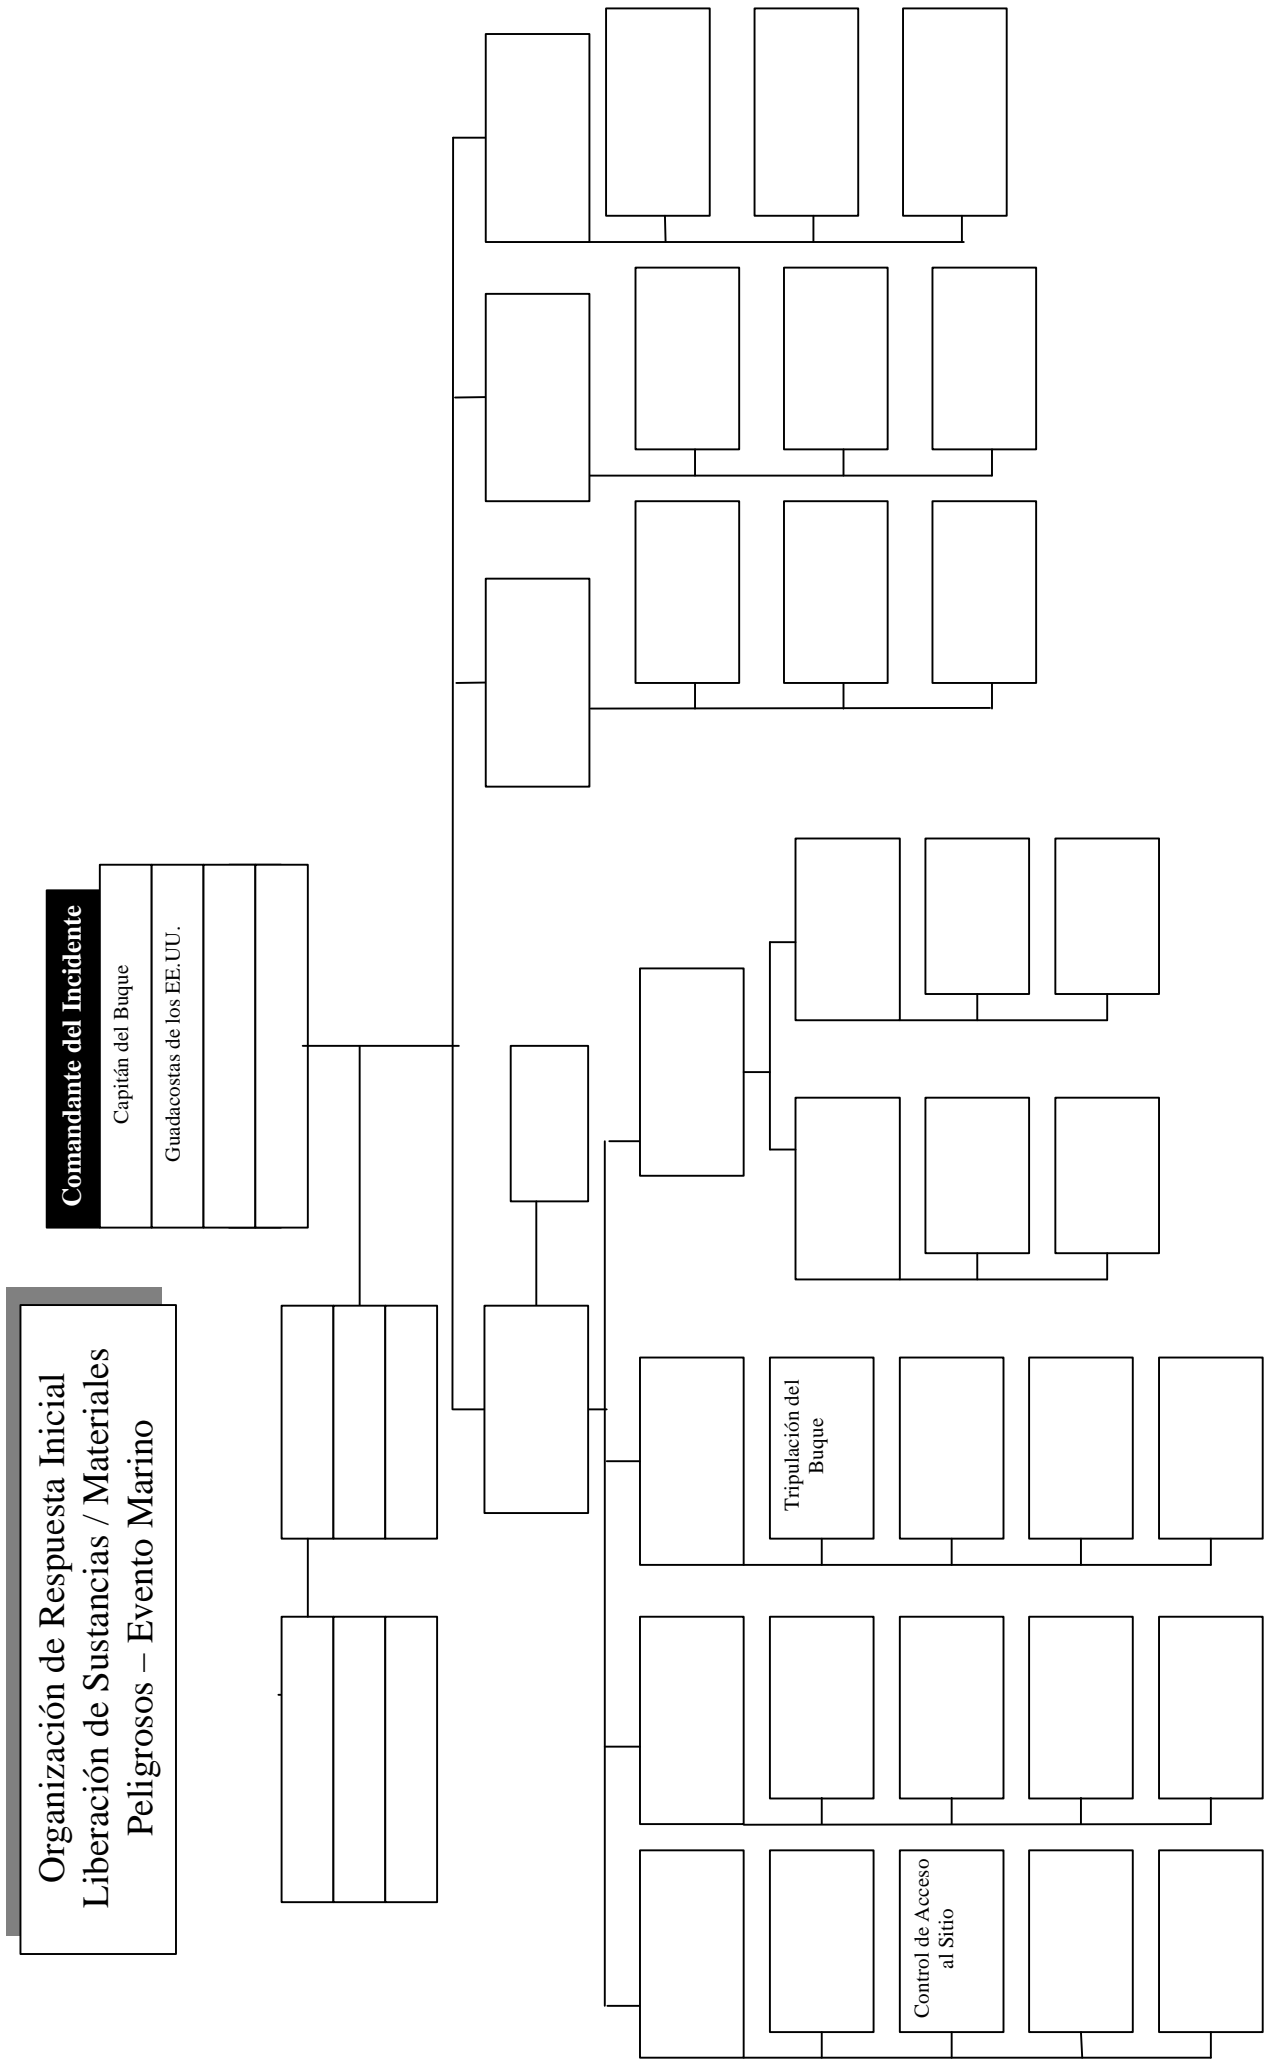 Organización de Respuesta Inicial
Liberación de Sustancias / Materiales
Peligrosos – Evento Marino
Comandante del Incidente
Capitán del Buque
Guadacostas de los EE.UU.
Tripulación del
Buque
Control de Acceso
al Sitio